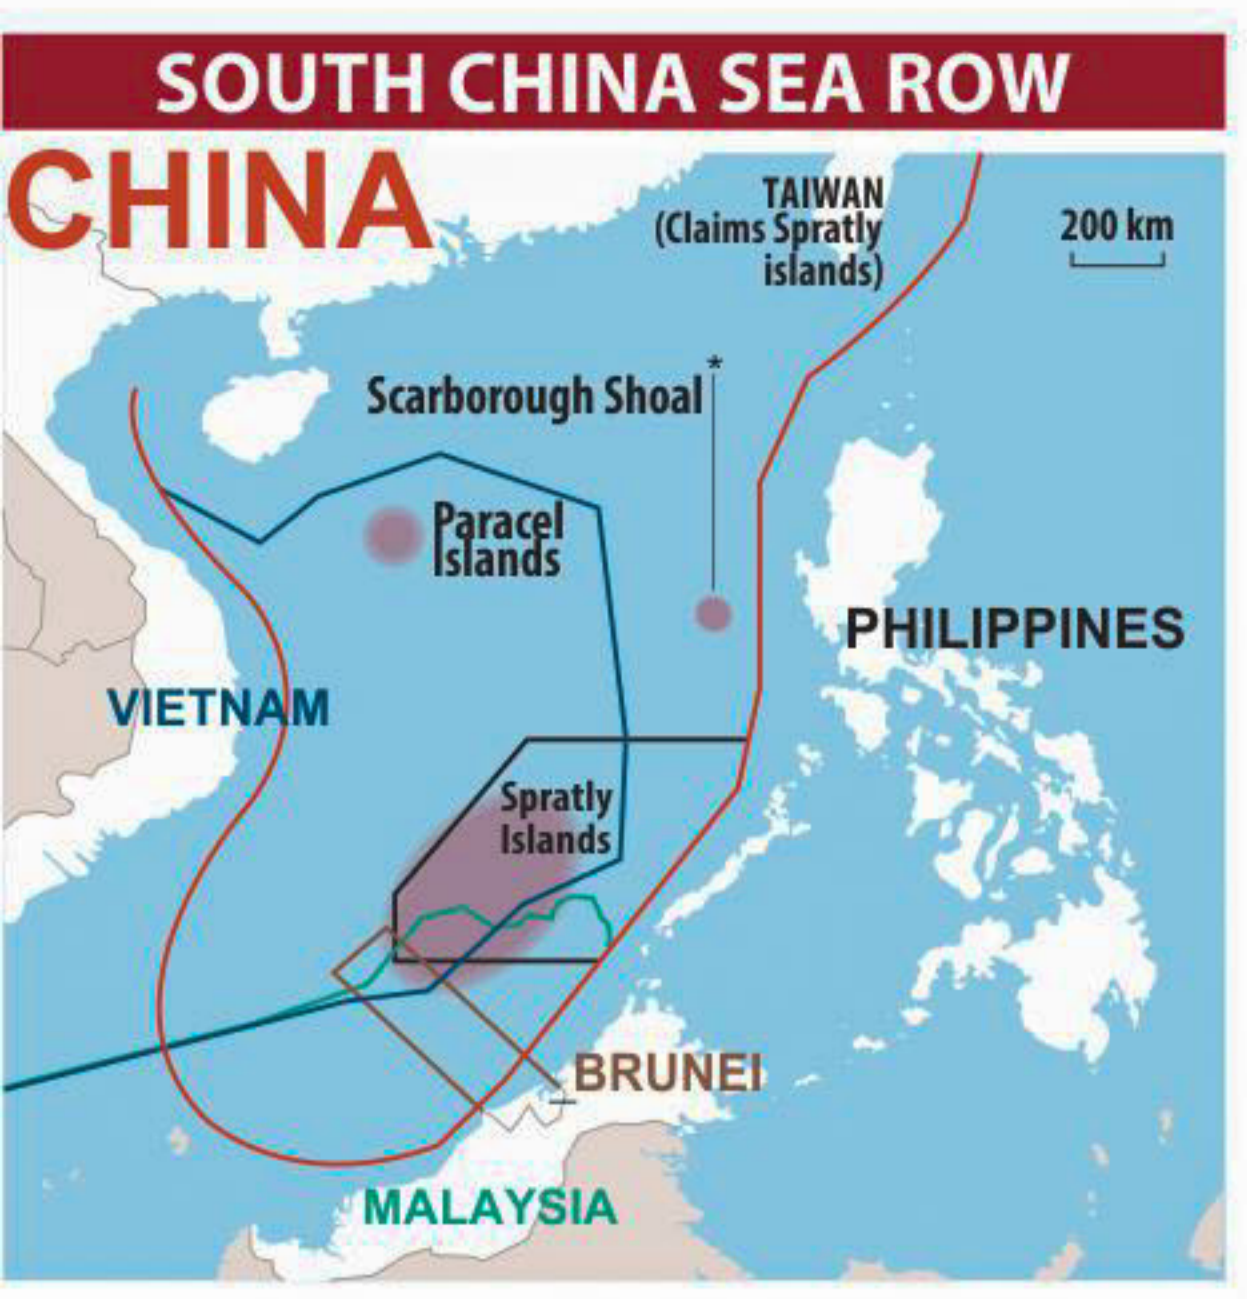 SOUTH CHINA SEA ROW
CHINA
TAIWAN
(Claims Spratly
islands)
200 km
*
Scarborough Shoal
Paracel
Islands
PHILIPPINES
VIETNAM
Spratly
Islands
BRUNEI
MALAYSIA